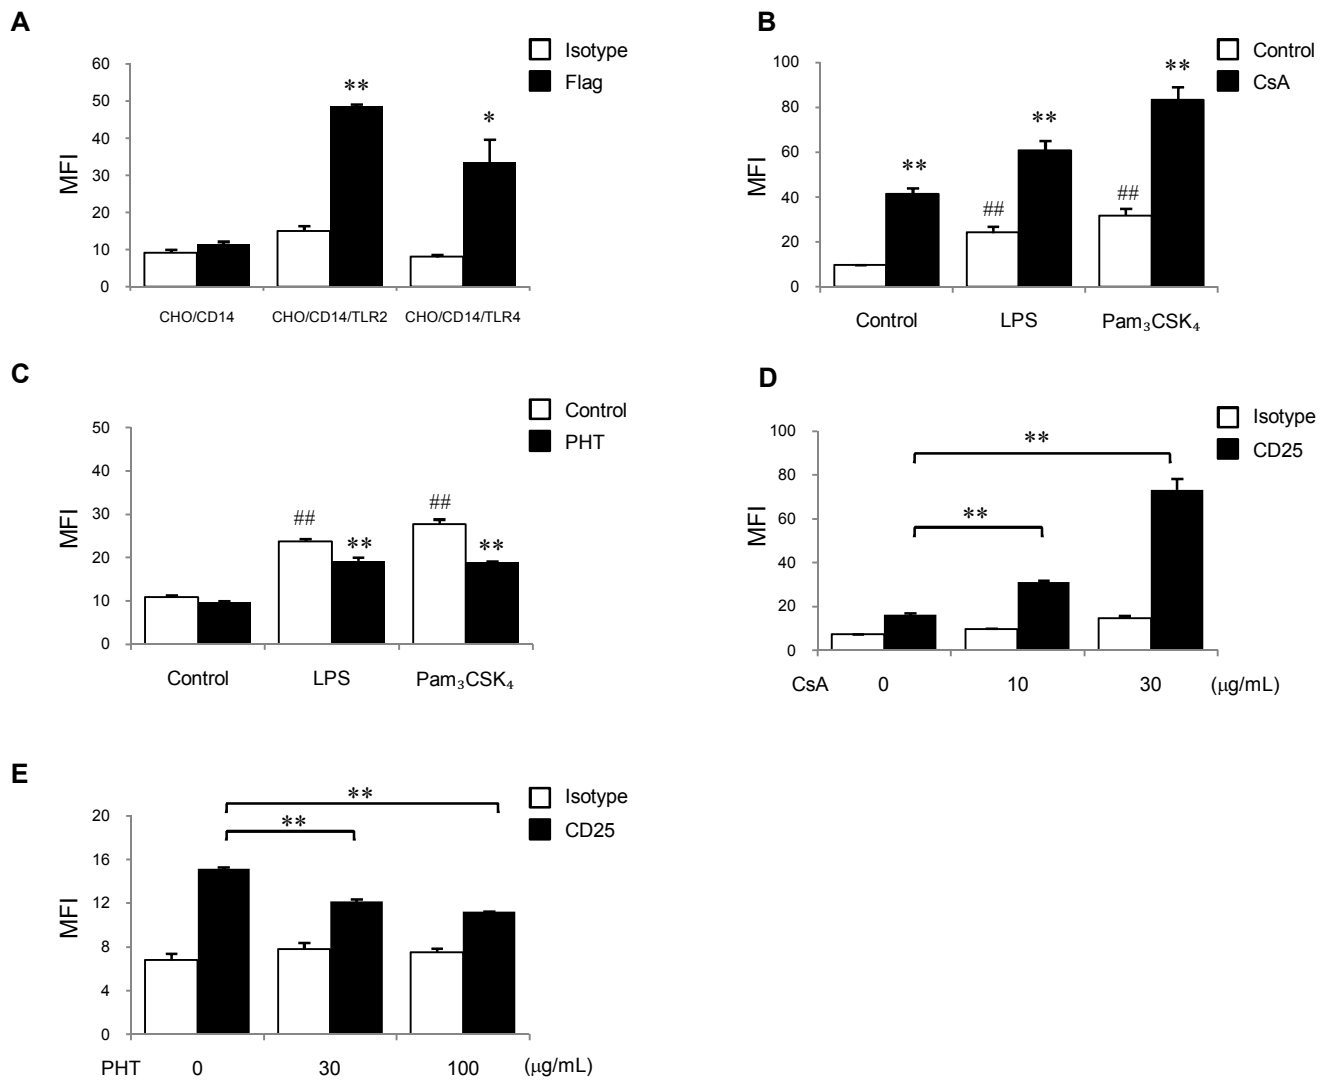 A
Isotype
Flag
60
50
40
30
20
10
0
MFI
**
*
CHO/CD14 CHO/CD14/TLR2 CHO/CD14/TLR4
B
Control
CsA
100
80
60
40
20
0
MFI
**
##
**
##
**
Control LPS Pam₃CSK₄
C
Control
PHT
50
40
30
20
10
0
MFI
##
**
##
**
Control LPS Pam₃CSK₄
D
Isotype
CD25
100
80
60
40
20
0
MFI
**
**
CsA 0 10 30 (μg/mL)
E
Isotype
CD25
20
16
12
8
4
0
MFI
**
**
PHT 0 30 100 (μg/mL)